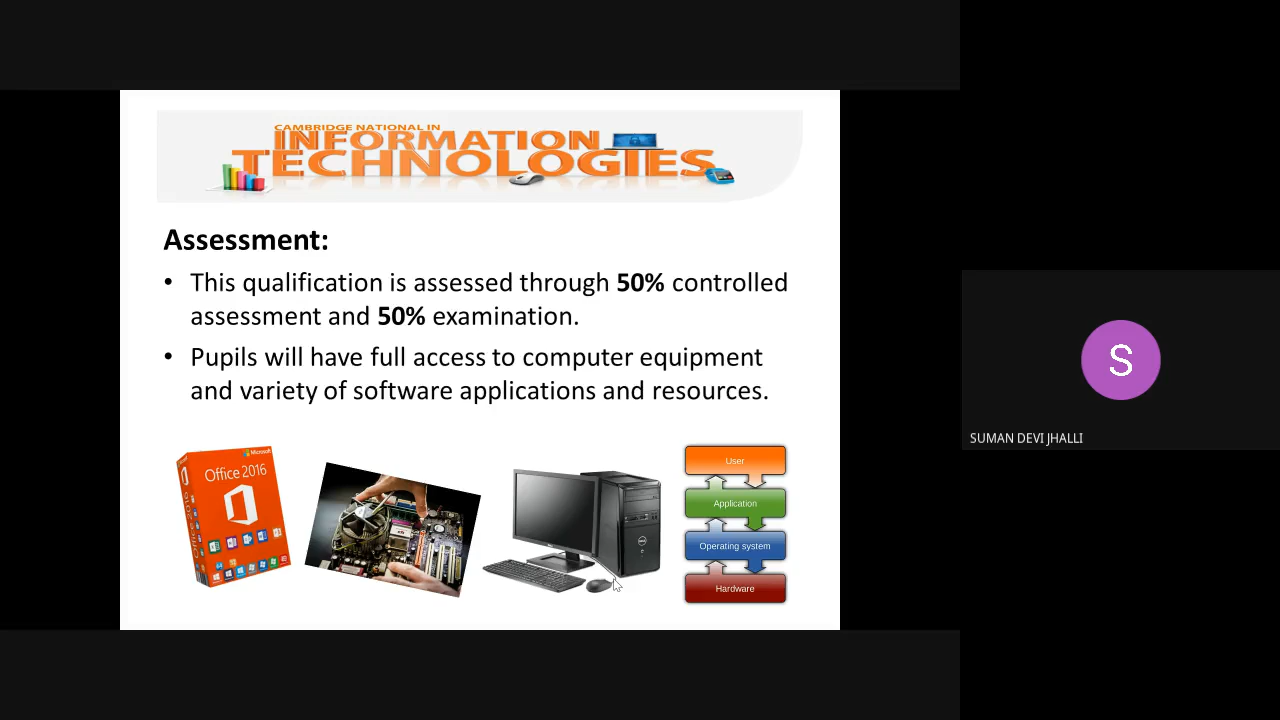 CAMBRIDGE NATIONAL IN
INFORMATION
TECHNOLOGIES
Assessment:
• This qualification is assessed through 50% controlled
assessment and 50% examination.
• Pupils will have full access to computer equipment
and variety of software applications and resources.
Microsoft
Office 2016
Office 2016
User
Application
Operating system
Hardware
S
SUMAN DEVI JHALLI